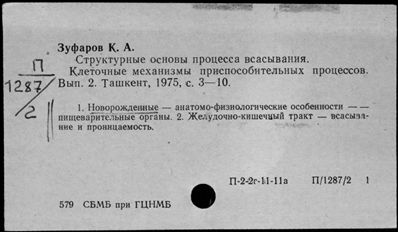 Зуфаров К. А.
Структурные основы процесса всасывания.
Клеточные механизмы приспособительных процессов.
Вып. 2. Ташкент, 1975, с. 3—10.
П
1287/2
1. Новорожденные — анатомо-физиологические особенности — —
пищеварительные органы. 2. Желудочно-кишечный тракт — всасыва-
ние и проницаемость.
П-2-2г-11-11а П/1287/2 1
579 СБМБ при ГЦНМБ